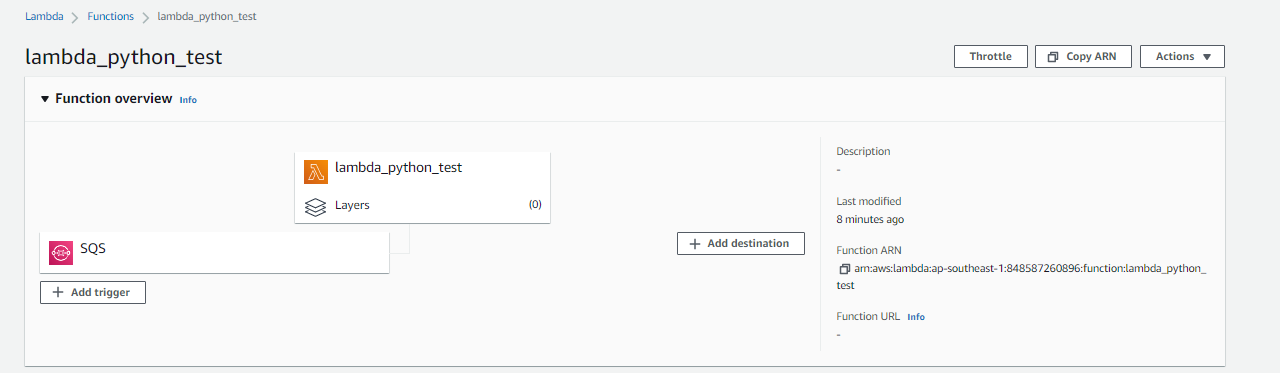 Lambda > Functions > lambda_python_test
lambda_python_test
Throttle
Copy ARN
Actions
Function overview Info
lambda_python_test
Layers (0)
SQS
+ Add trigger
+ Add destination
Description
-
Last modified
8 minutes ago
Function ARN
arn:aws:lambda:ap-southeast-1:848587260896:function:lambda_python_
test
Function URL Info
-